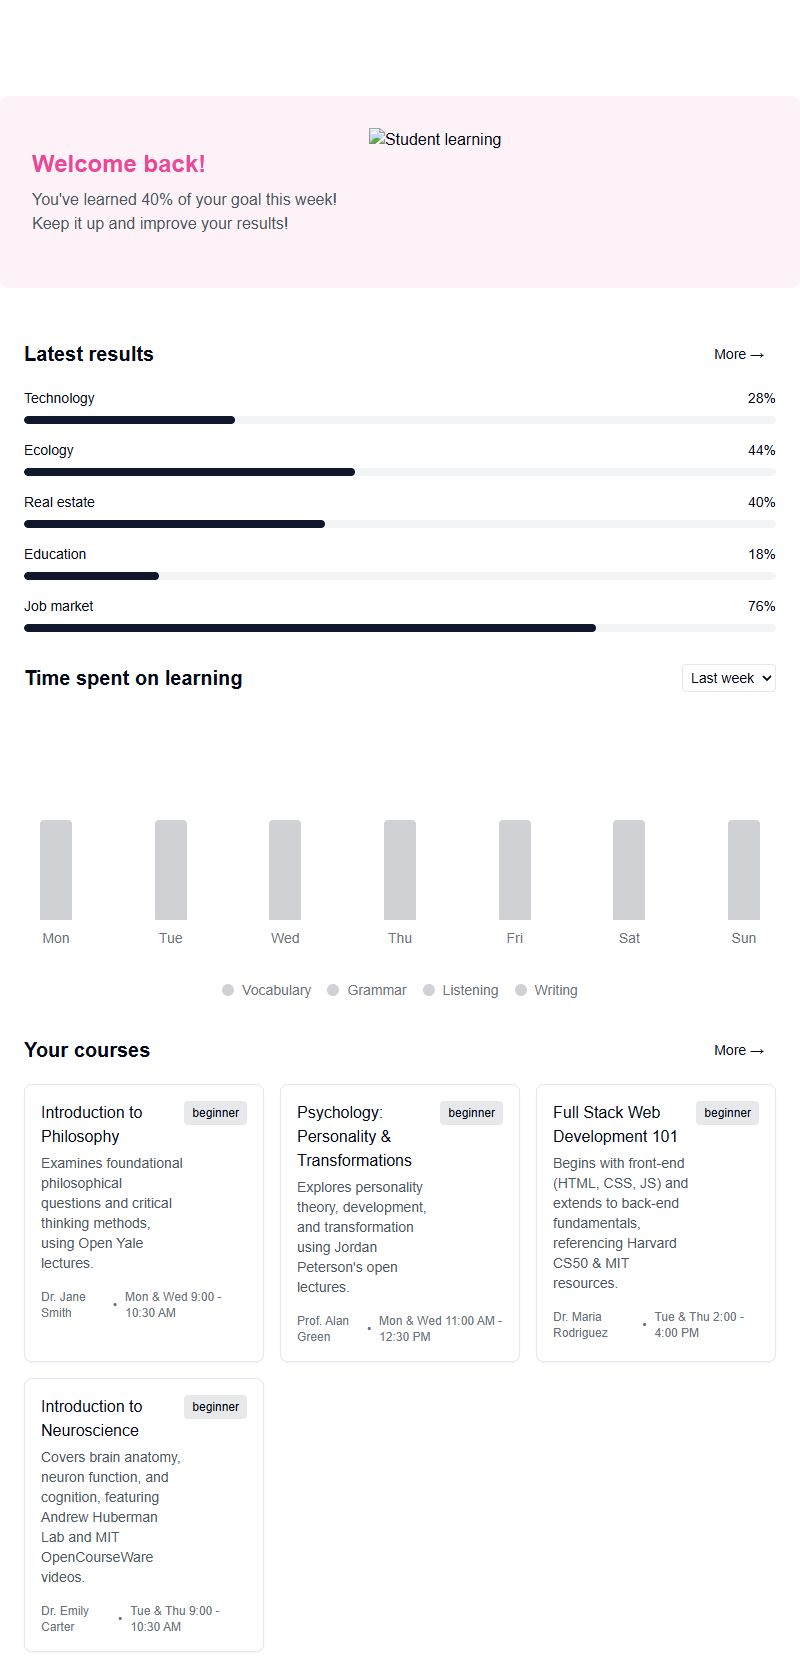 Welcome back!
You've learned 40% of your goal this week!
Keep it up and improve your results!
Student learning
Latest results
More →
Technology
28%
Ecology
44%
Real estate
40%
Education
18%
Job market
76%
Time spent on learning
Last week
Mon
Tue
Wed
Thu
Fri
Sat
Sun
Vocabulary
Grammar
Listening
Writing
Your courses
More →
Introduction to
Philosophy
beginner
Examines foundational
philosophical
questions and critical
thinking methods,
using Open Yale
lectures.
Dr. Jane
Smith
•
Mon & Wed 9:00 -
10:30 AM
Psychology:
Personality &
Transformations
beginner
Explores personality
theory, development,
and transformation
using Jordan
Peterson's open
lectures.
Prof. Alan
Green
•
Mon & Wed 11:00 AM -
12:30 PM
Full Stack Web
Development 101
beginner
Begins with front-end
(HTML, CSS, JS) and
extends to back-end
fundamentals,
referencing Harvard
CS50 & MIT
resources.
Dr. Maria
Rodriguez
•
Tue & Thu 2:00 -
4:00 PM
Introduction to
Neuroscience
beginner
Covers brain anatomy,
neuron function, and
cognition, featuring
Andrew Huberman
Lab and MIT
OpenCourseWare
videos.
Dr. Emily
Carter
•
Tue & Thu 9:00 -
10:30 AM